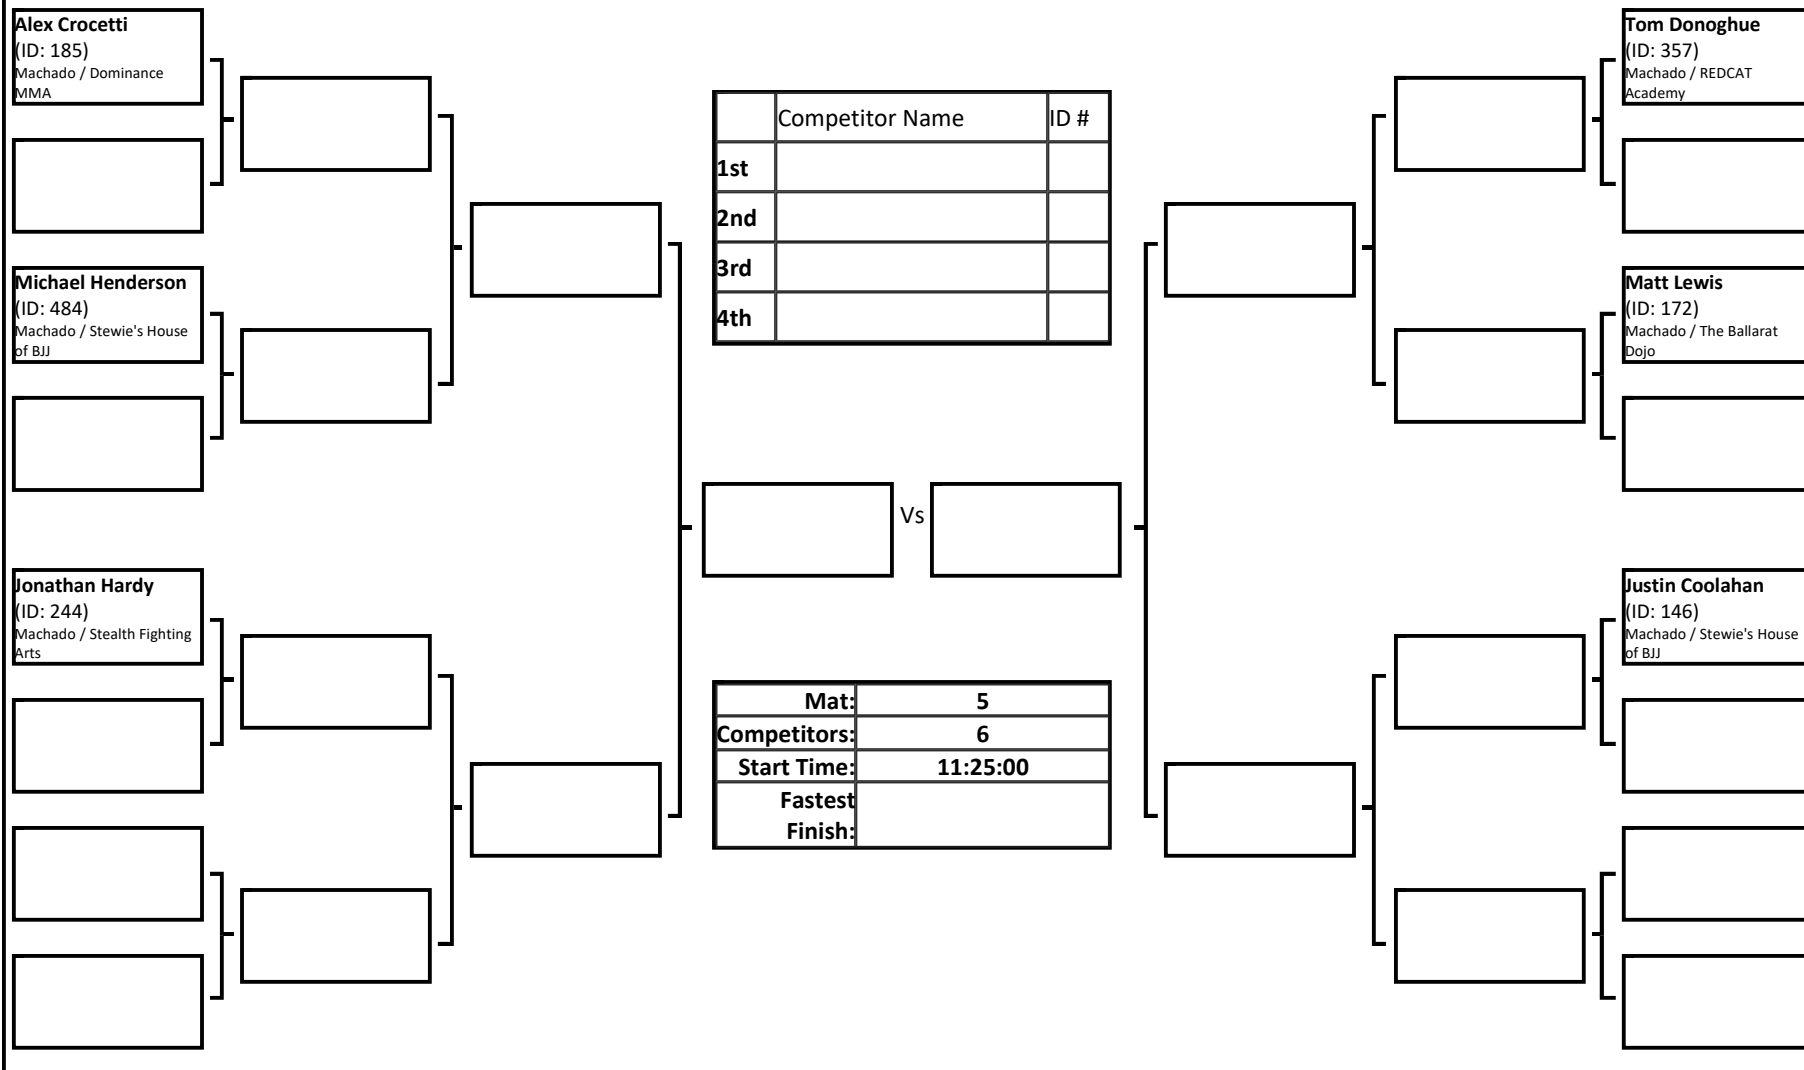 Alex Crocetti
(ID: 185)
Machado / Dominance
MMA
Michael Henderson
(ID: 484)
Machado / Stewie's House
of BJJ
Jonathan Hardy
(ID: 244)
Machado / Stealth Fighting
Arts
Competitor Name ID #
1st
2nd
3rd
4th
Vs
Mat: 5
Competitors: 6
Start Time: 11:25:00
Fastest
Finish:
Tom Donoghue
(ID: 357)
Machado / REDCAT
Academy
Matt Lewis
(ID: 172)
Machado / The Ballarat
Dojo
Justin Coolahan
(ID: 146)
Machado / Stewie's House
of BJJ